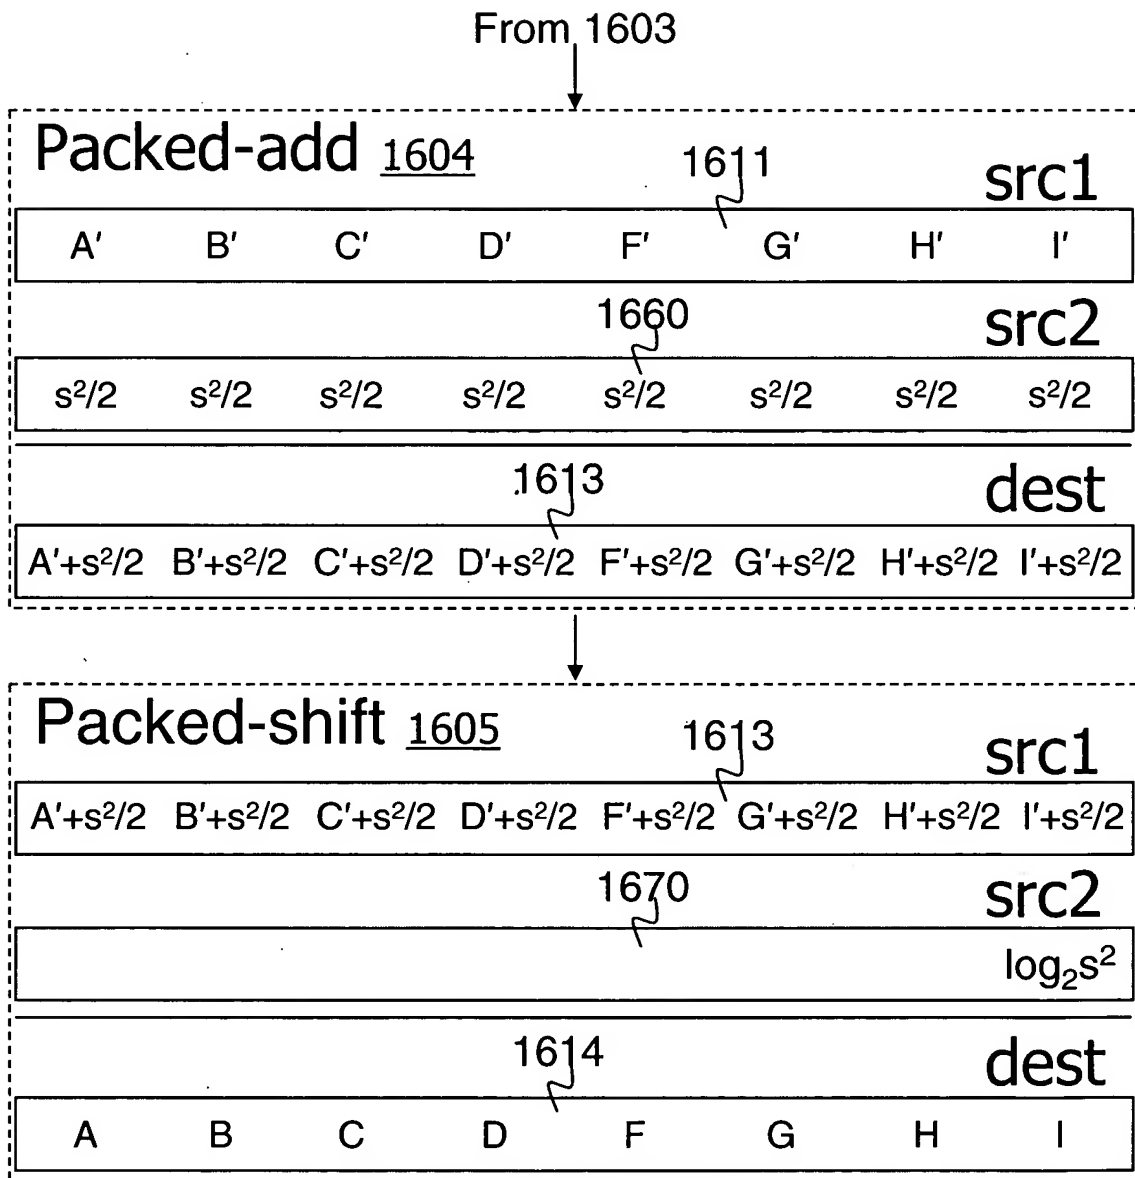 From 1603
Packed-add 1604
1611
src1
A′ B′ C′ D′ F′ G′ H′ I′
1660
src2
s²/2 s²/2 s²/2 s²/2 s²/2 s²/2 s²/2 s²/2
1613
dest
A′+s²/2 B′+s²/2 C′+s²/2 D′+s²/2 F′+s²/2 G′+s²/2 H′+s²/2 I′+s²/2
Packed-shift 1605
1613
src1
A′+s²/2 B′+s²/2 C′+s²/2 D′+s²/2 F′+s²/2 G′+s²/2 H′+s²/2 I′+s²/2
1670
src2
log₂s²
1614
dest
A B C D F G H I